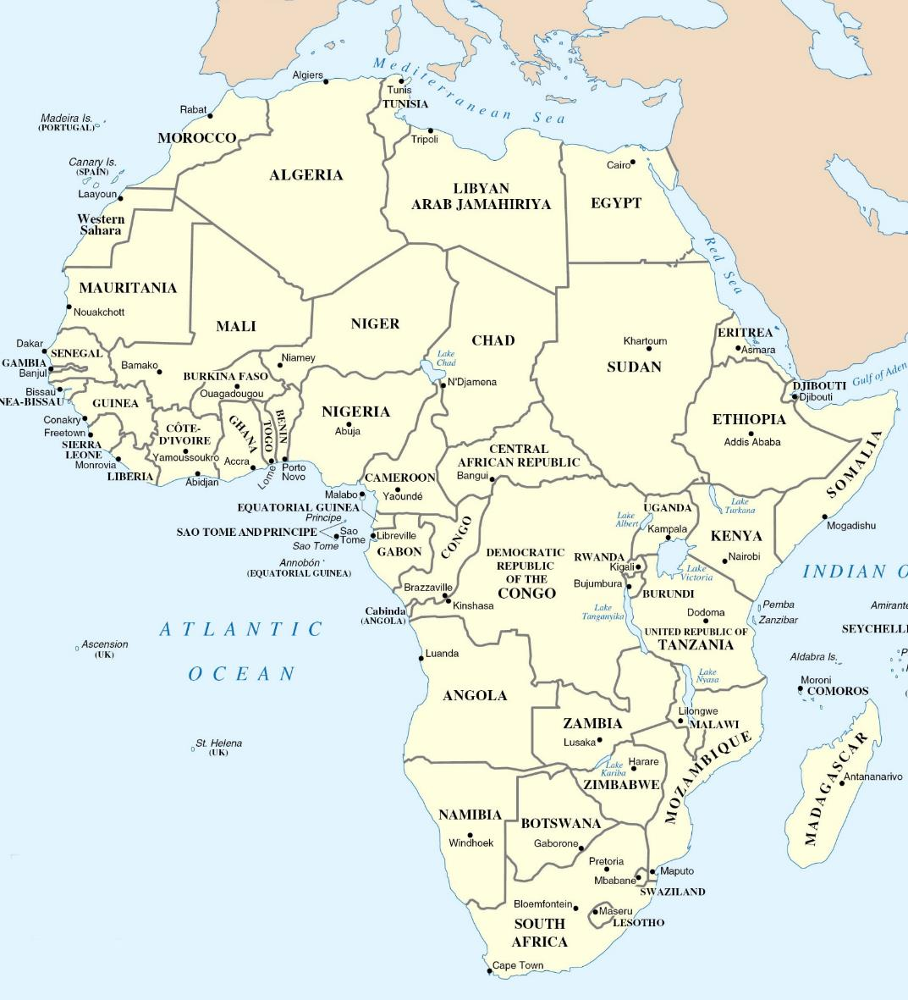 Mediterranean Sea
Algiers
Tunis
TUNISIA
Rabat
Madeira Is.
(PORTUGAL)
MOROCCO
Tripoli
Canary Is.
(SPAIN)
Cairo
ALGERIA
Laayoun
LIBYAN
ARAB JAMAHIRIYA
EGYPT
Western
Sahara
Red Sea
MAURITANIA
Nouakchott
MALI
NIGER
CHAD
Khartoum
SUDAN
ERITREA
Asmara
Dakar
SENEGAL
GAMBIA
Banjul
Bamako
Niamey
Lake
Chad
BURKINA FASO
Ouagadougou
N'Djamena
Gulf of Aden
DJIBOUTI
Djibouti
Bissau
NEA-BISSAU
GUINEA
NIGERIA
Abuja
ETHIOPIA
Addis Ababa
Conakry
Freetown
SIERRA
LEONE
Monrovia
LIBERIA
CÔTE-
D'IVOIRE
Yamoussoukro
Abidjan
GHANA
Accra
TOGO
Lome
BENIN
Porto
Novo
CENTRAL
AFRICAN REPUBLIC
Bangui
SOMALIA
CAMEROON
Yaoundé
Malabo
EQUATORIAL GUINEA
Principe
SAO TOME AND PRINCIPE
Sao
Tome
Sao Tome
Annobón
(EQUATORIAL GUINEA)
Libreville
GABON
CONGO
UGANDA
Lake
Albert
Kampala
Lake
Turkana
KENYA
Nairobi
Mogadishu
DEMOCRATIC
REPUBLIC
OF THE
CONGO
RWANDA
Kigali
Lake
Victoria
Bujumbura
BURUNDI
INDIAN O
Brazzaville
Kinshasa
Cabinda
(ANGOLA)
Lake
Tanganyika
Dodoma
UNITED REPUBLIC OF
TANZANIA
Pemba
Zanzibar
Amirante
SEYCHELL
ATLANTIC
OCEAN
Ascension
(UK)
Luanda
ANGOLA
Lake
Nyasa
Aldabra Is.
Moroni
COMOROS
ZAMBIA
Lusaka
Lilongwe
MALAWI
St. Helena
(UK)
Lake
Kariba
Harare
ZIMBABWE
MOZAMBIQUE
MADAGASCAR
Antananarivo
NAMIBIA
Windhoek
BOTSWANA
Gaborone
Pretoria
Mbabane
Maputo
SWAZILAND
Bloemfontein
Maseru
LESOTHO
SOUTH
AFRICA
Cape Town